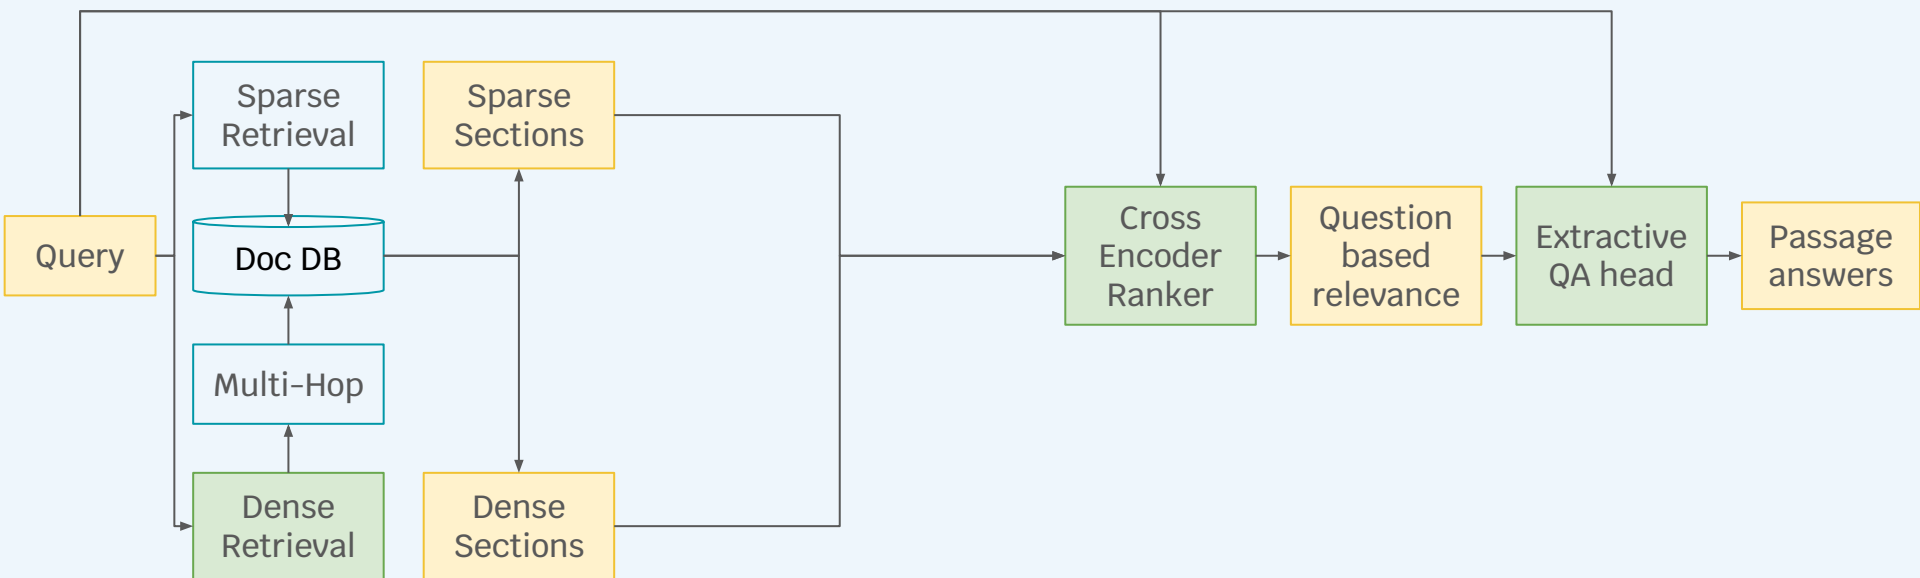 Query
Sparse
Retrieval
Doc DB
Multi-Hop
Dense
Retrieval
Sparse
Sections
Dense
Sections
Cross
Encoder
Ranker
Question
based
relevance
Extractive
QA head
Passage
answers